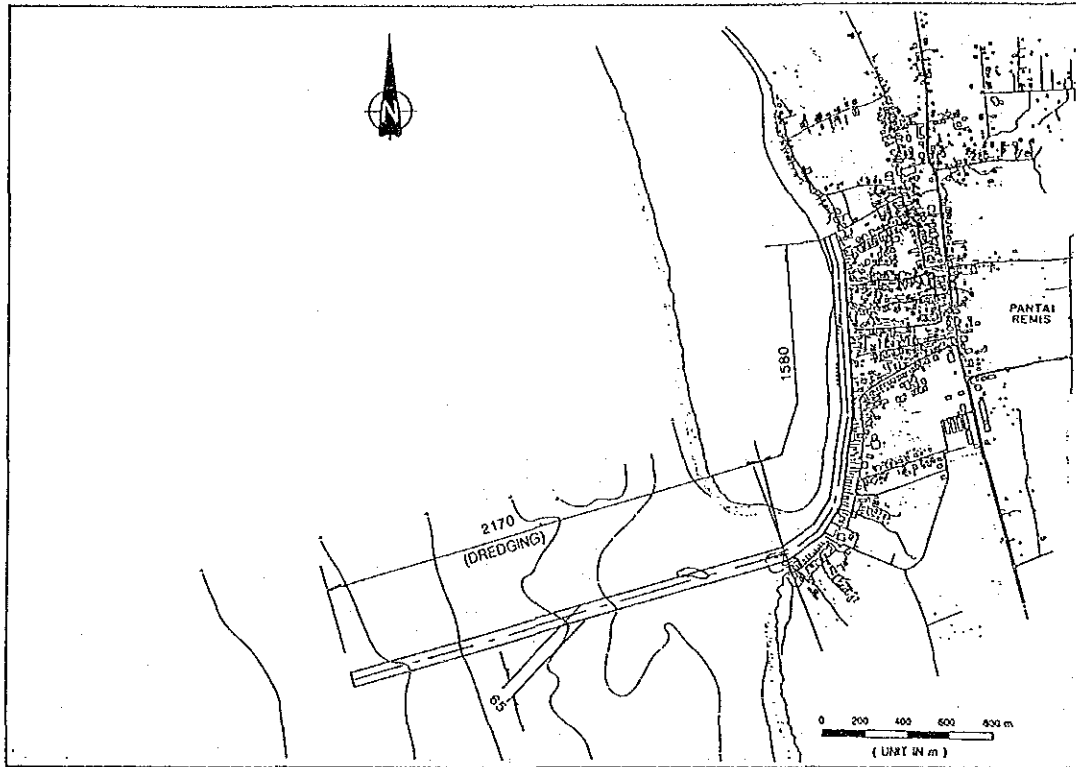 N
PANTAI
REMIS
1580
2170
(DREDGING)
65
0 200 400 600 800 m
( UNIT IN m )